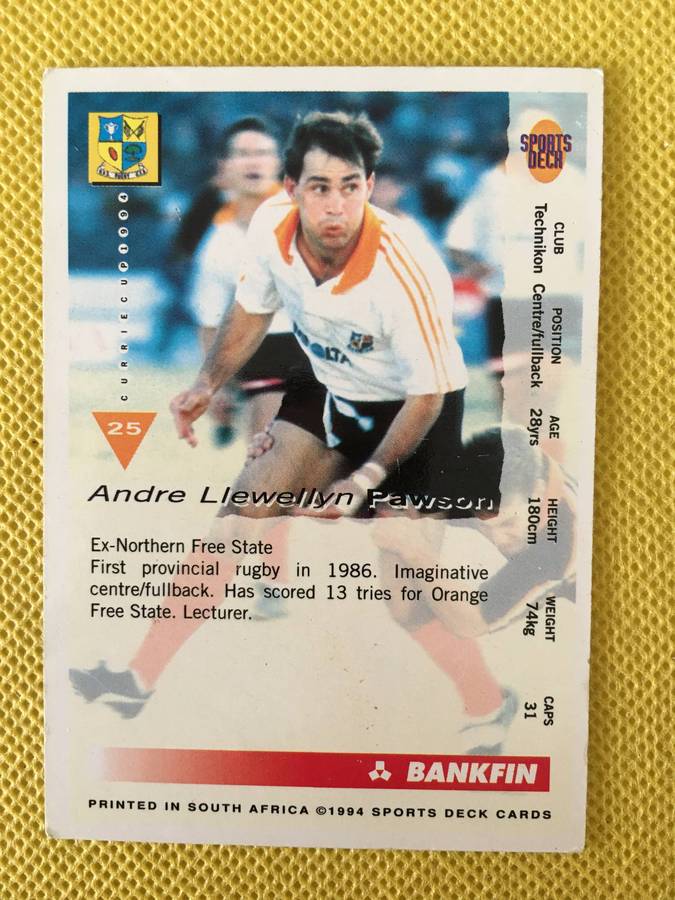 SPORTS
DECK
CURRIE CUP 1994
25
CLUB
Technikon
POSITION
Centre/fullback
AGE
28yrs
HEIGHT
180cm
WEIGHT
74kg
CAPS
31
Andre Llewellyn Pawson
Ex-Northern Free State
First provincial rugby in 1986. Imaginative
centre/fullback. Has scored 13 tries for Orange
Free State. Lecturer.
BANKFIN
PRINTED IN SOUTH AFRICA ©1994 SPORTS DECK CARDS